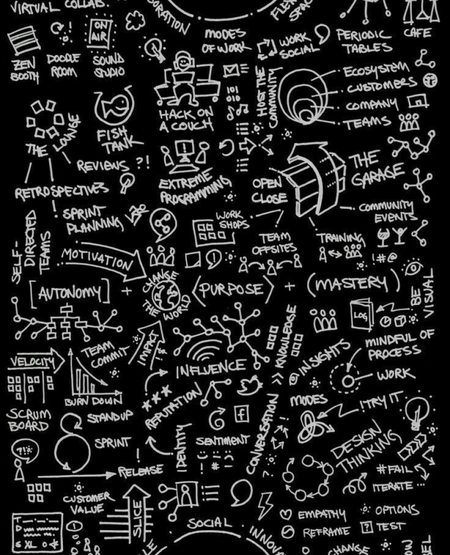 VIRTUAL COLLAB.
MODES
OF WORK
WORK
SOCIAL
PERIODIC
TABLES
CAFE
ZEN
BOOTH
DOODLE
ROOM
ON
AIR
SOUND
STUDIO
HOST THE
COMMUNITY
ECOSYSTEM
CUSTOMERS
COMPANY
TEAMS
THE LOUNGE
FISH
TANK
HACK ON
A COUCH
101
010
REVIEWS ?!
EXTREME
PROGRAMMING
OPEN
CLOSE
THE
GARAGE
RETROSPECTIVES
SPRINT
PLANNING
WORK
SHOPS
COMMUNITY
EVENTS
SELF-
DIRECTED
TEAMS
MOTIVATION
TEAM
OFFSITES
TRAINING
!#@
[AUTONOMY]
+
CHANGE
THE WORLD
<PURPOSE>
+
(MASTERY)
BE
VISUAL
LOG
VELOCITY
TEAM
COMMIT
IMPACT
INFLUENCE
KNOWLEDGE
INSIGHTS
MINDFUL OF
PROCESS
WORK
BURN DOWN
SCRUM
BOARD
STANDUP
REPUTATION
MODES
TRY IT
SPRINT
IDENTITY
SENTIMENT
CONVERSATION
DESIGN
THINKING
RELEASE
#FAIL
ITERATE
CUSTOMER
VALUE
SLICE
EMPATHY
OPTIONS
REFRAME
? TEST
SOCIAL
CHANGE